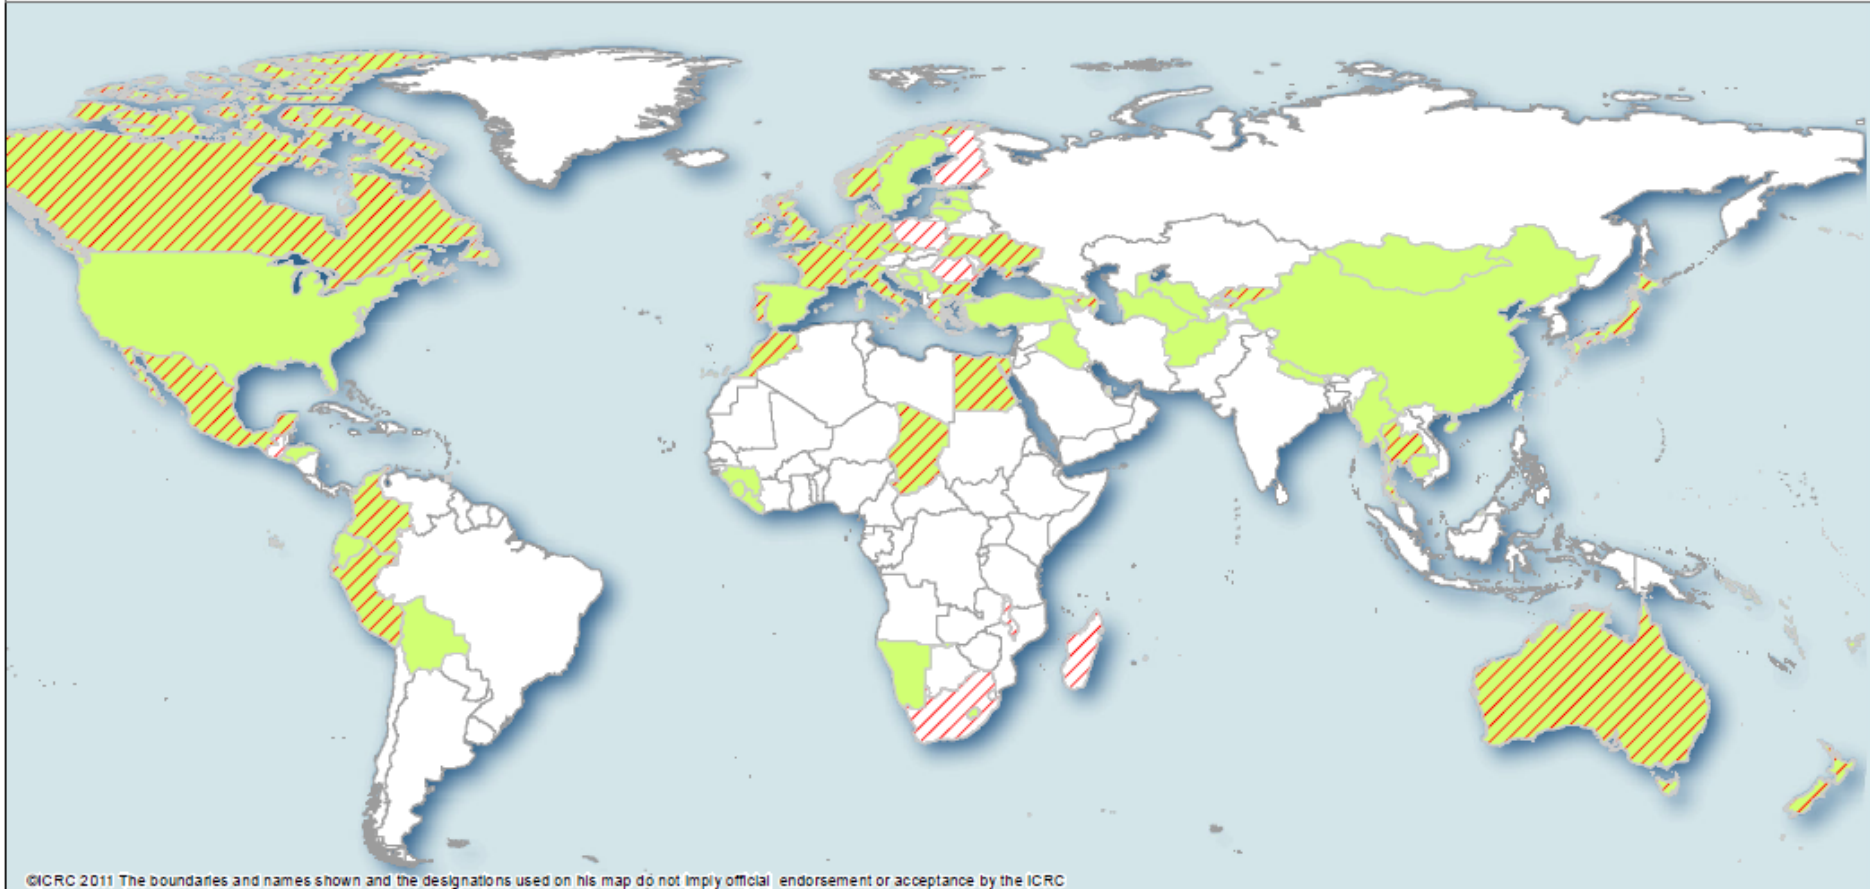 ©ICRC 2011 The boundaries and names shown and the designations used on his map do not imply official endorsement or acceptance by the ICRC